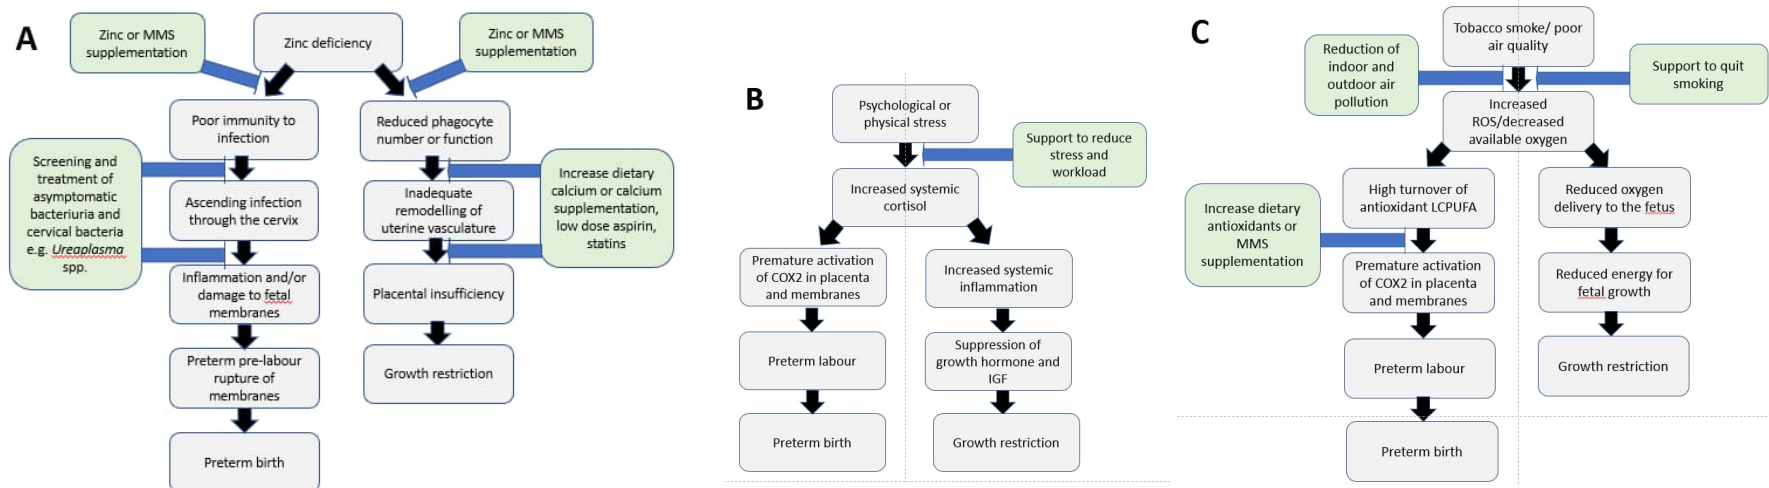 A
Zinc or MMS
supplementation
Zinc deficiency
Zinc or MMS
supplementation
Poor immunity to
infection
Reduced phagocyte
number or function
Screening and
treatment of
asymptomatic
bacteriuria and
cervical bacteria
e.g. Ureaplasma
spp.
Increase dietary
calcium or calcium
supplementation,
low dose aspirin,
statins
Ascending infection
through the cervix
Inadequate
remodelling of
uterine vasculature
Inflammation and/or
damage to fetal
membranes
Placental insufficiency
Preterm pre-labour
rupture of
membranes
Growth restriction
Preterm birth
B
Psychological or
physical stress
Support to reduce
stress and
workload
Increased systemic
cortisol
Premature activation
of COX2 in placenta
and membranes
Increased systemic
inflammation
Preterm labour
Suppression of
growth hormone and
IGF
Preterm birth
Growth restriction
C
Tobacco smoke/ poor
air quality
Reduction of
indoor and
outdoor air
pollution
Support to quit
smoking
Increased
ROS/decreased
available oxygen
High turnover of
antioxidant LCPUFA
Reduced oxygen
delivery to the fetus
Increase dietary
antioxidants or
MMS
supplementation
Premature activation
of COX2 in placenta
and membranes
Reduced energy for
fetal growth
Preterm labour
Growth restriction
Preterm birth